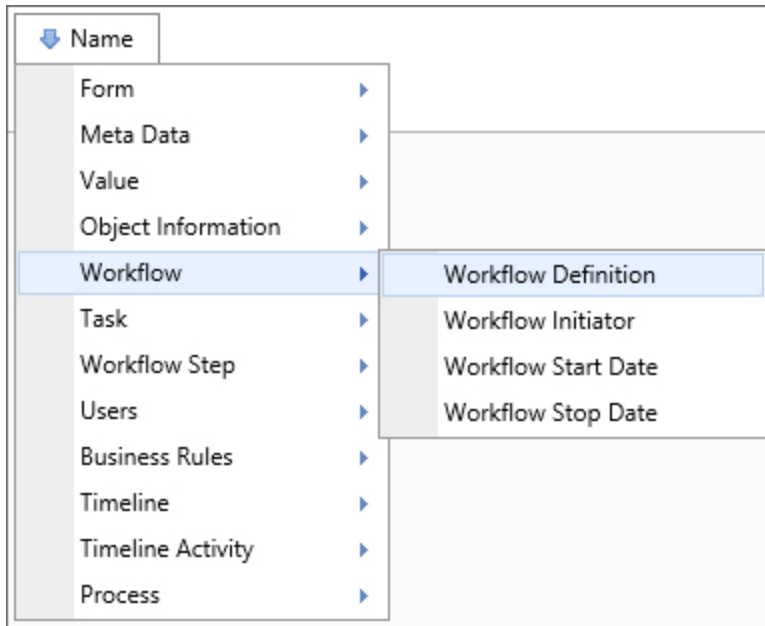 Name
Form
Meta Data
Value
Object Information
Workflow
Workflow Definition
Workflow Initiator
Workflow Start Date
Workflow Stop Date
Task
Workflow Step
Users
Business Rules
Timeline
Timeline Activity
Process